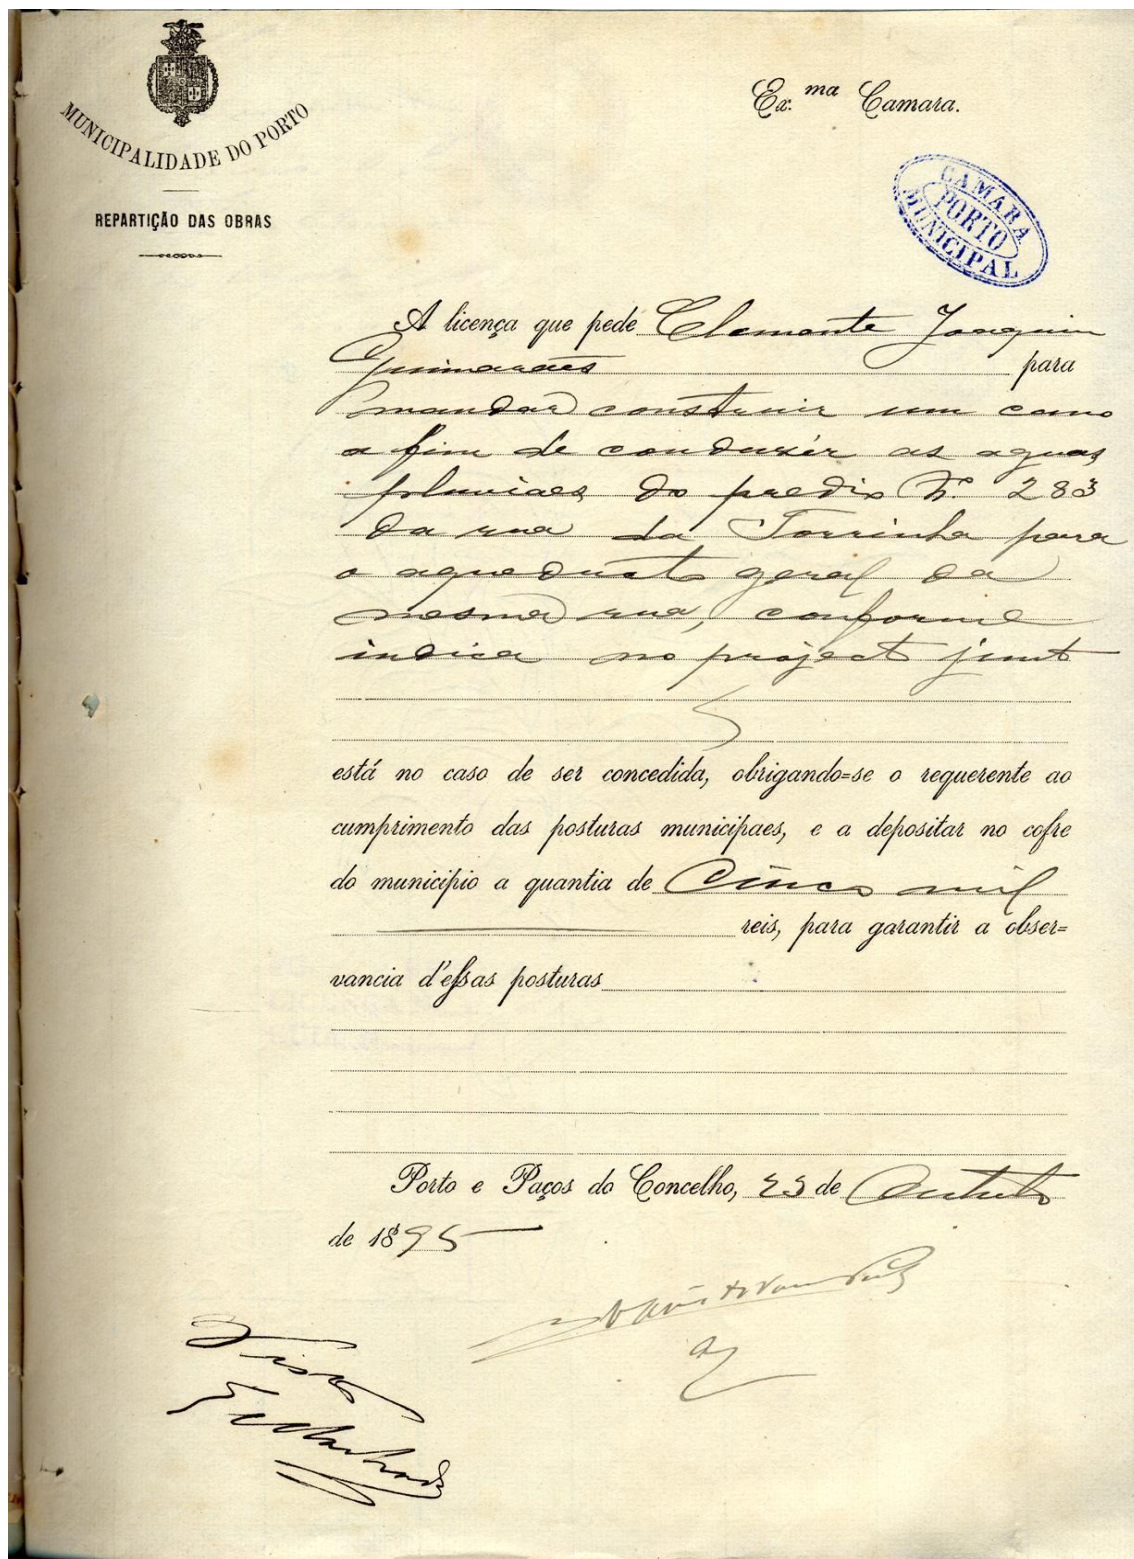 MUNICIPALIDADE DO PORTO
REPARTIÇÃO DAS OBRAS
Ex.ma Camara.
CAMARA
PORTO
MUNICIPAL
A licença que pede Clemente Joaquim
Guimarães para
mandar construir um cano
a fim de conduzir as aguas
pluviaes do predio N.º 283
da rua da Torrinha para
o aqueducto geral da
mesma rua, conforme
indica no projecto junto
está no caso de ser concedida, obrigando=se o requerente ao
cumprimento das posturas municipaes, e a depositar no cofre
do municipio a quantia de Cinco mil
reis, para garantir a obser=
vancia d'essas posturas
Porto e Paços do Concelho, 23 de Outubro
de 1895
Visto